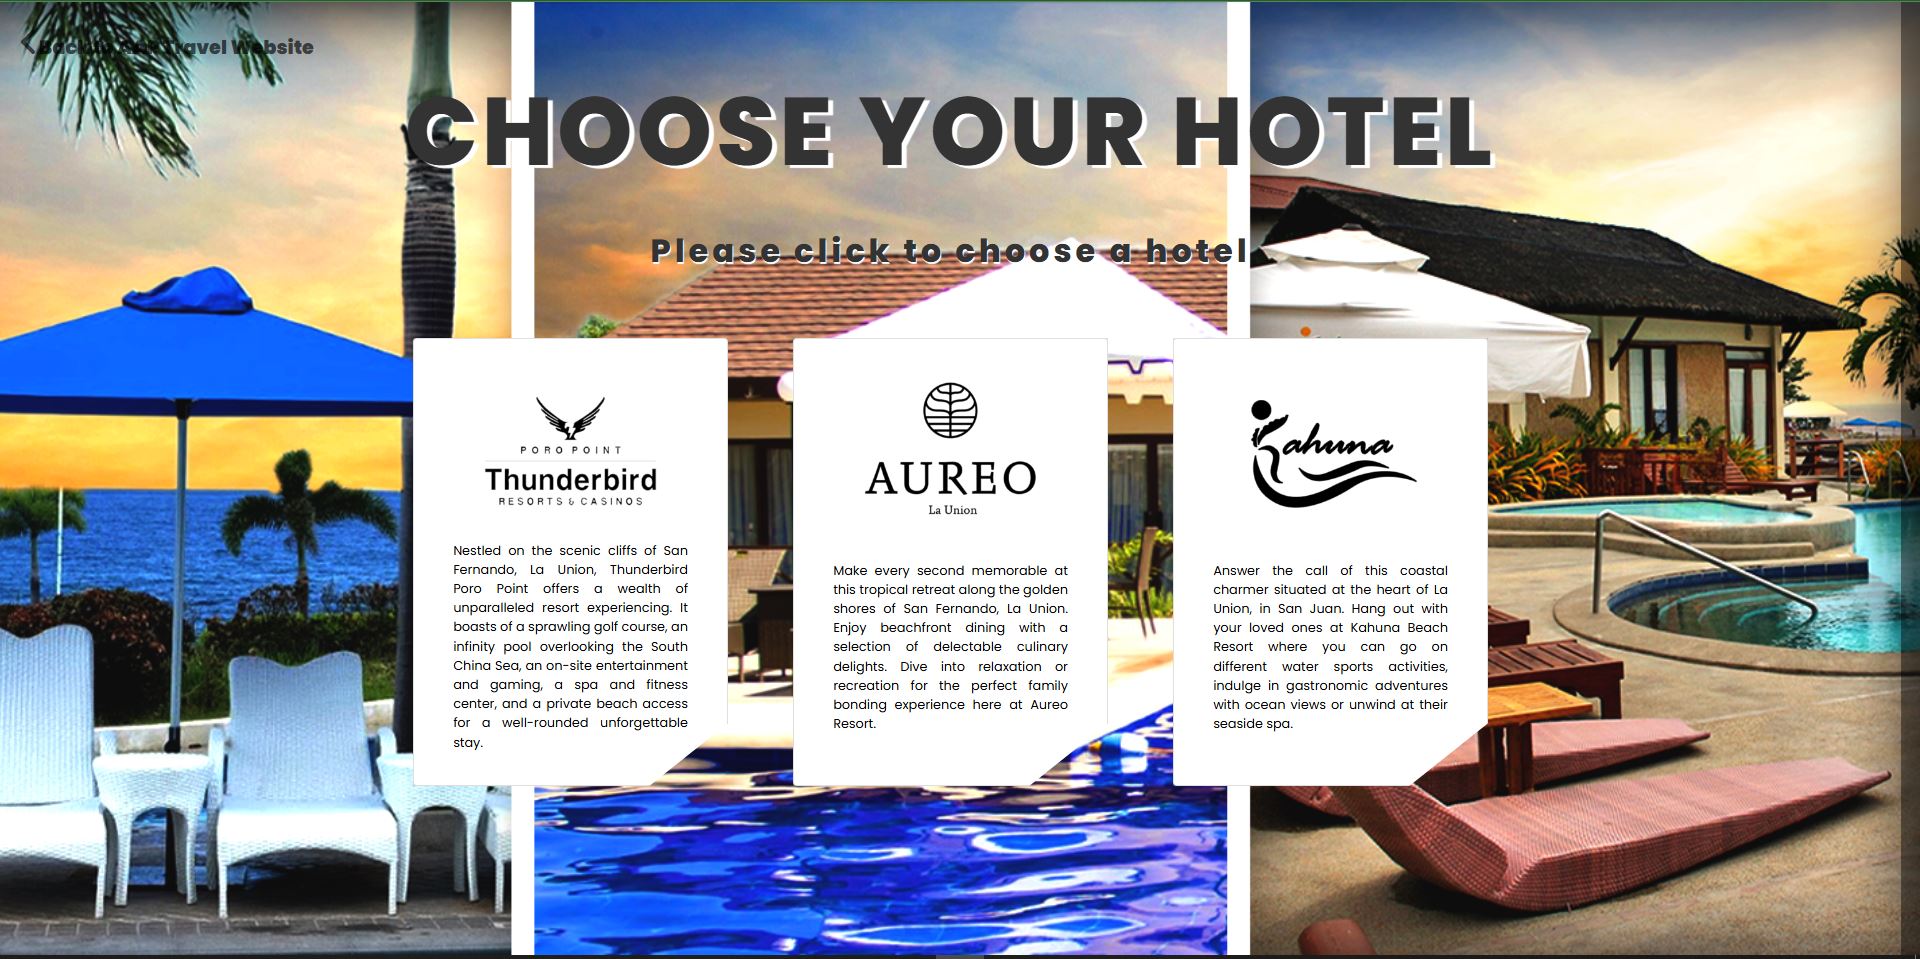 Back to Our Travel Website
CHOOSE YOUR HOTEL
Please click to choose a hotel
PORO POINT
Thunderbird
RESORTS & CASINOS
Nestled on the scenic cliffs of San
Fernando, La Union, Thunderbird
Poro Point offers a wealth of
unparalleled resort experiencing. It
boasts of a sprawling golf course, an
infinity pool overlooking the South
China Sea, an on-site entertainment
and gaming, a spa and fitness
center, and a private beach access
for a well-rounded unforgettable
stay.
AUREO
La Union
Make every second memorable at
this tropical retreat along the golden
shores of San Fernando, La Union.
Enjoy beachfront dining with a
selection of delectable culinary
delights. Dive into relaxation or
recreation for the perfect family
bonding experience here at Aureo
Resort.
Kahuna
Answer the call of this coastal
charmer situated at the heart of La
Union, in San Juan. Hang out with
your loved ones at Kahuna Beach
Resort where you can go on
different water sports activities,
indulge in gastronomic adventures
with ocean views or unwind at their
seaside spa.